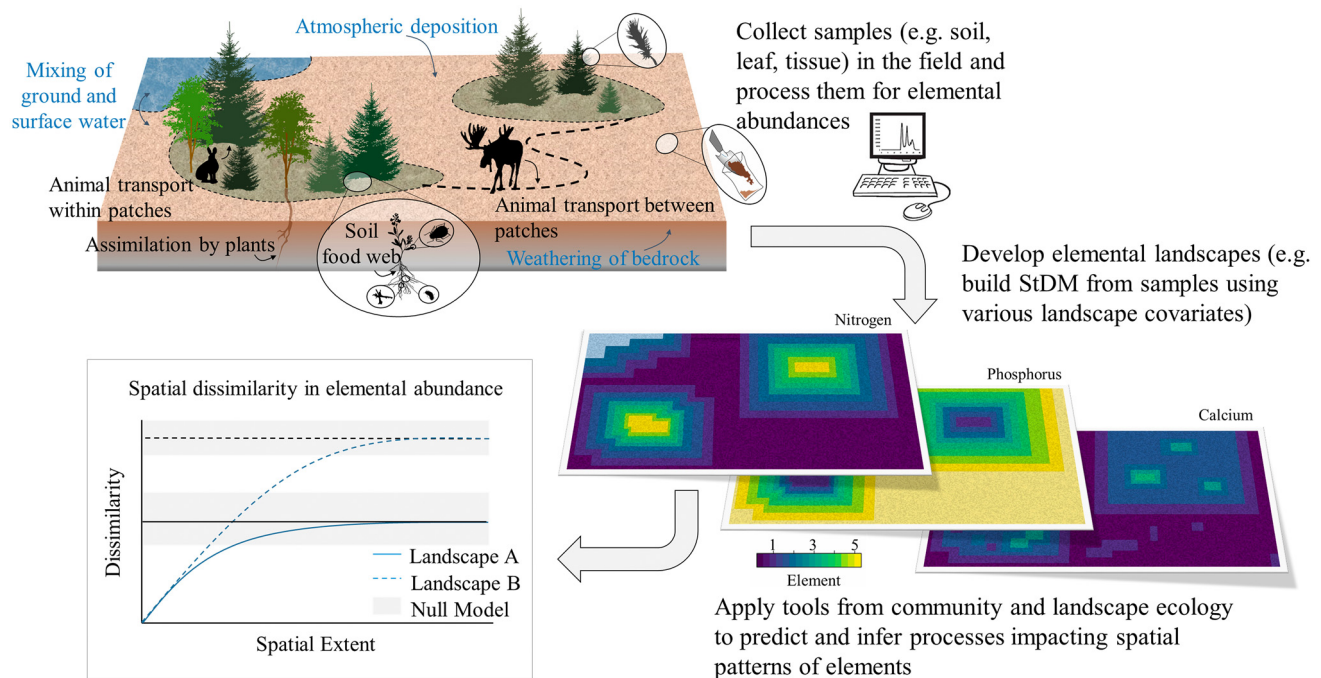 Atmospheric deposition
Mixing of
ground and
surface water
Animal transport
within patches
Assimilation by plants
Soil
food web
Animal transport between
patches
Weathering of bedrock
Collect samples (e.g. soil,
leaf, tissue) in the field and
process them for elemental
abundances
Develop elemental landscapes (e.g.
build StDM from samples using
various landscape covariates)
Nitrogen
Phosphorus
Calcium
1 3 5
Element
Apply tools from community and landscape ecology
to predict and infer processes impacting spatial
patterns of elements
Spatial dissimilarity in elemental abundance
Dissimilarity
Landscape A
Landscape B
Null Model
Spatial Extent